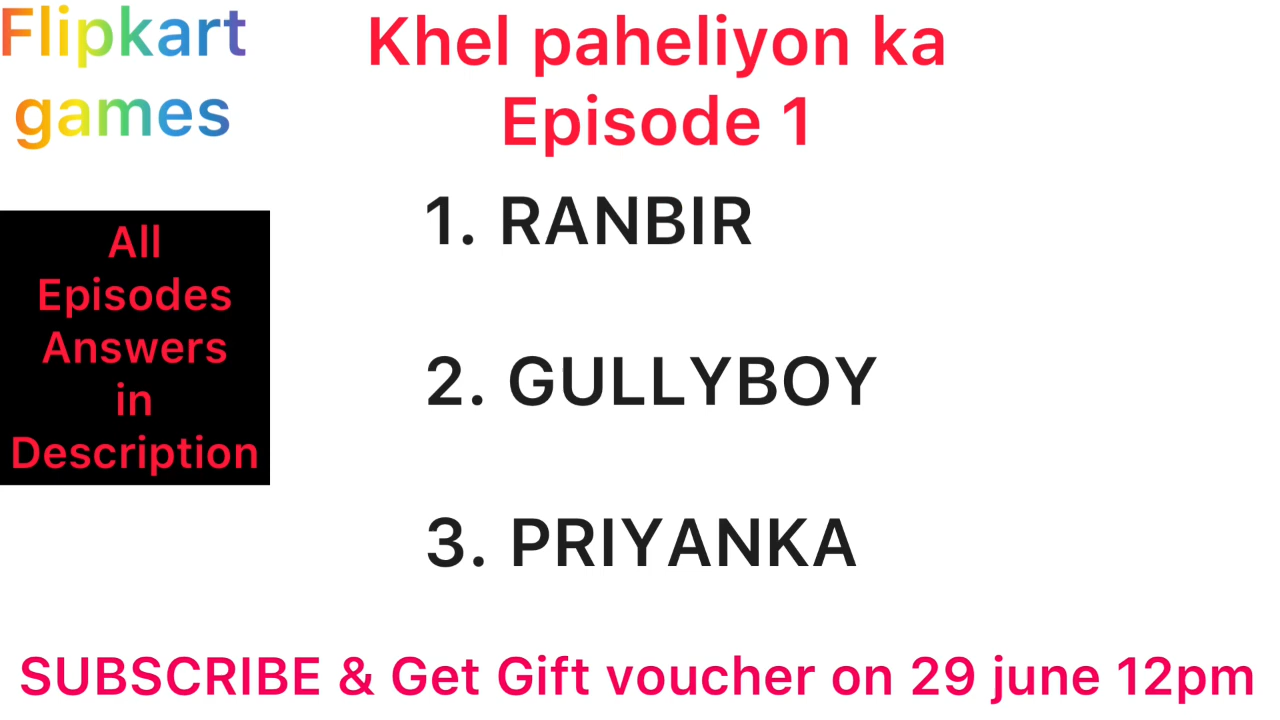 Flipkart
games
Khel paheliyon ka
Episode 1
All
Episodes
Answers
in
Description
1. RANBIR
2. GULLYBOY
3. PRIYANKA
SUBSCRIBE & Get Gift voucher on 29 june 12pm